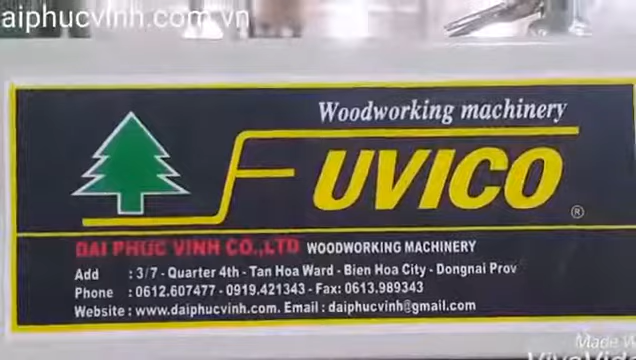 aiphucvinh.com.vn
Woodworking machinery
FUVICO ®
DAI PHUC VINH CO.,LTD WOODWORKING MACHINERY
Add : 3/7 - Quarter 4th - Tan Hoa Ward - Bien Hoa City - Dongnai Prov
Phone : 0612.607477 - 0919.421343 - Fax: 0613.989343
Website : www.daiphucvinh.com. Email : daiphucvinh@gmail.com
Made W
VivaVide